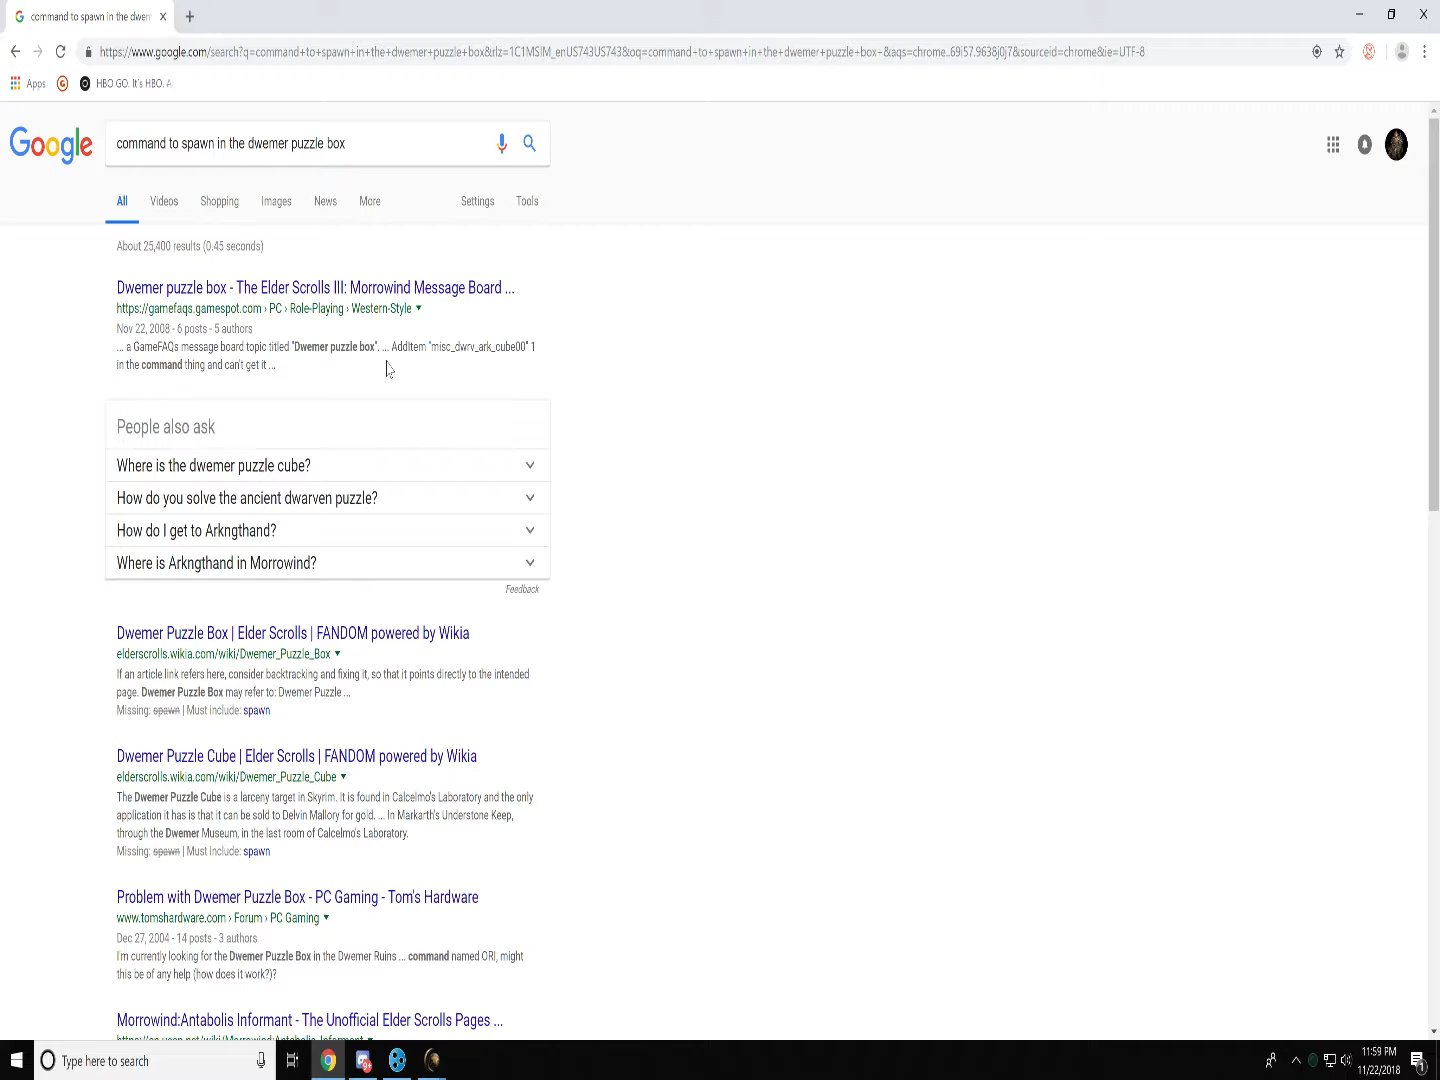 command to spawn in the dwem
https://www.google.com/search?q=command+to+spawn+in+the+dwemer+puzzle+box&rlz=1C1MSIM_enUS743US743&oq=command+to+spawn+in+the+dwemer+puzzle+box+&aqs=chrome..69i57.9638j0j7&sourceid=chrome&ie=UTF-8
Apps HBO GO. It's HBO. A
Google command to spawn in the dwemer puzzle box
All Videos Shopping Images News More Settings Tools
About 25,400 results (0.45 seconds)
Dwemer puzzle box - The Elder Scrolls III: Morrowind Message Board ...
https://gamefaqs.gamespot.com › PC › Role-Playing › Western-Style
Nov 22, 2008 - 6 posts - 5 authors
... a GameFAQs message board topic titled "Dwemer puzzle box". ... AddItem "misc_dwrv_ark_cube00" 1
in the command thing and can't get it ...
People also ask
Where is the dwemer puzzle cube?
How do you solve the ancient dwarven puzzle?
How do I get to Arkngthand?
Where is Arkngthand in Morrowind?
Feedback
Dwemer Puzzle Box | Elder Scrolls | FANDOM powered by Wikia
elderscrolls.wikia.com/wiki/Dwemer_Puzzle_Box
If an article link refers here, consider backtracking and fixing it, so that it points directly to the intended
page. Dwemer Puzzle Box may refer to: Dwemer Puzzle ...
Missing: spawn | Must include: spawn
Dwemer Puzzle Cube | Elder Scrolls | FANDOM powered by Wikia
elderscrolls.wikia.com/wiki/Dwemer_Puzzle_Cube
The Dwemer Puzzle Cube is a larceny target in Skyrim. It is found in Calcelmo's Laboratory and the only
application it has is that it can be sold to Delvin Mallory for gold. ... In Markarth's Understone Keep,
through the Dwemer Museum, in the last room of Calcelmo's Laboratory.
Missing: spawn | Must include: spawn
Problem with Dwemer Puzzle Box - PC Gaming - Tom's Hardware
www.tomshardware.com › Forum › PC Gaming
Dec 27, 2004 - 14 posts - 3 authors
I'm currently looking for the Dwemer Puzzle Box in the Dwemer Ruins ... command named ORI, might
this be of any help (how does it work?)?
Morrowind:Antabolis Informant - The Unofficial Elder Scrolls Pages ...
https://en.uesp.net/wiki/Morrowind:Antabolis_Informant
Type here to search 9+ 11:59 PM
11/22/2018 1